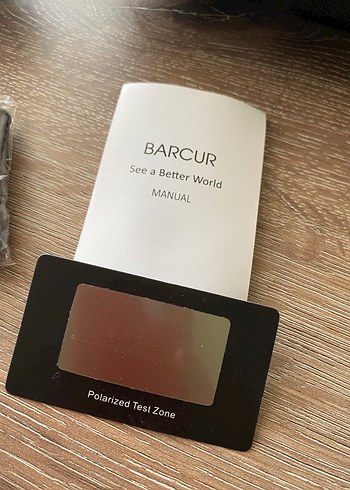 BARCUR
See a Better World
MANUAL
Polarized Test Zone